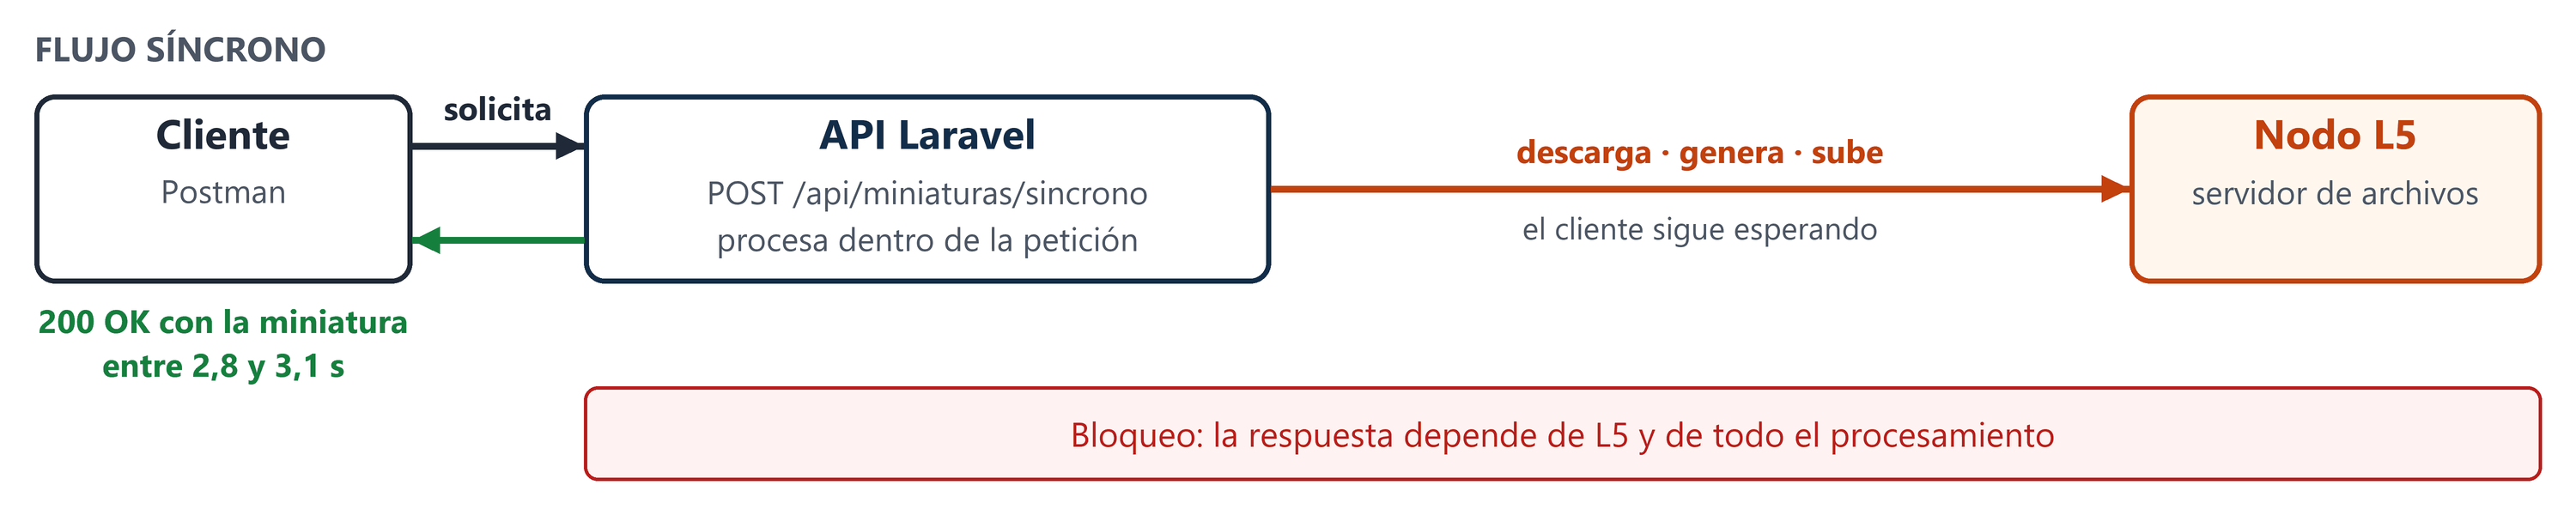 FLUJO SÍNCRONO
Cliente
Postman
solicita
API Laravel
POST /api/miniaturas/sincrono
procesa dentro de la petición
descarga · genera · sube
el cliente sigue esperando
Nodo L5
servidor de archivos
200 OK con la miniatura
entre 2,8 y 3,1 s
Bloqueo: la respuesta depende de L5 y de todo el procesamiento